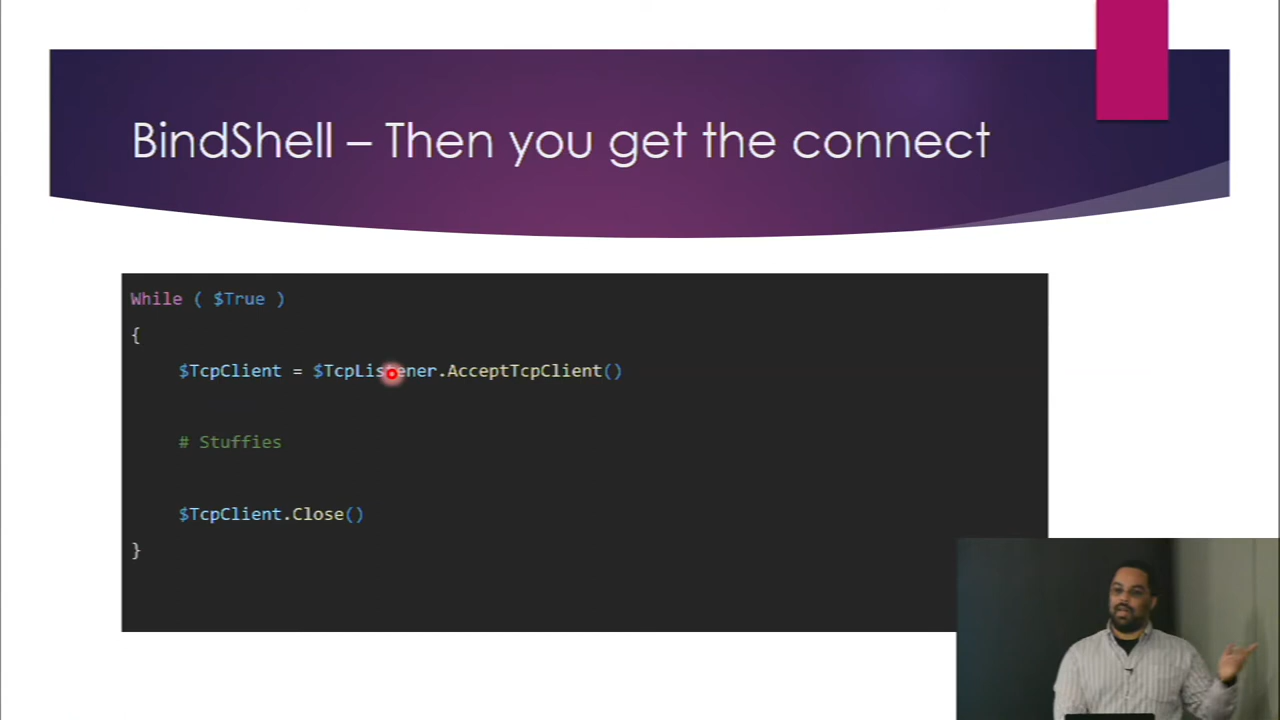 BindShell – Then you get the connect
While ( $True )
{
$TcpClient = $TcpListener.AcceptTcpClient()
# Stuffies
$TcpClient.Close()
}